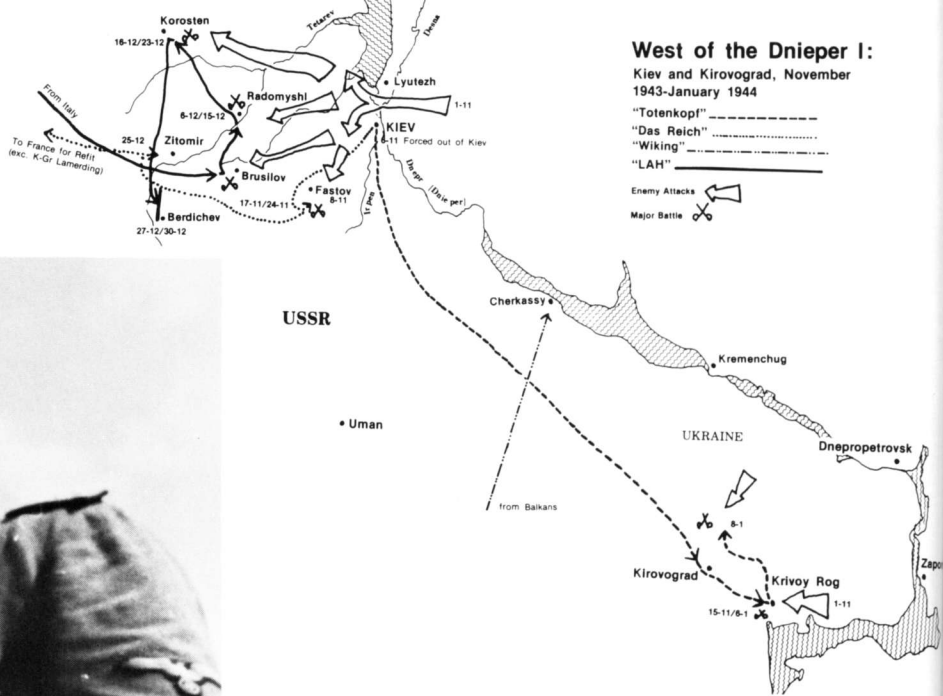 Korosten
16-12/23-12
Teterev
Desna
Lyutezh
1-11
Radomyshl
6-12/15-12
KIEV
6-11 Forced out of Kiev
From Italy
To France for Refit
(exc. K-Gr Lamerding)
25-12
Zitomir
Brusilov
Fastov
8-11
17-11/24-11
Irpen
Dnepr (Dnieper)
Berdichev
27-12/30-12
West of the Dnieper I:
Kiev and Kirovograd, November
1943-January 1944
"Totenkopf"
"Das Reich"
"Wiking"
"LAH"
Enemy Attacks
Major Battle
USSR
Cherkassy
Kremenchug
Uman
UKRAINE
Dnepropetrovsk
from Balkans
8-1
Kirovograd
Krivoy Rog
15-11/6-1
1-11
Zapo